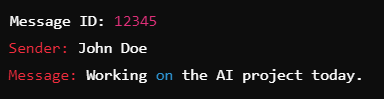 Message ID: 12345
Sender: John Doe
Message: Working on the AI project today.